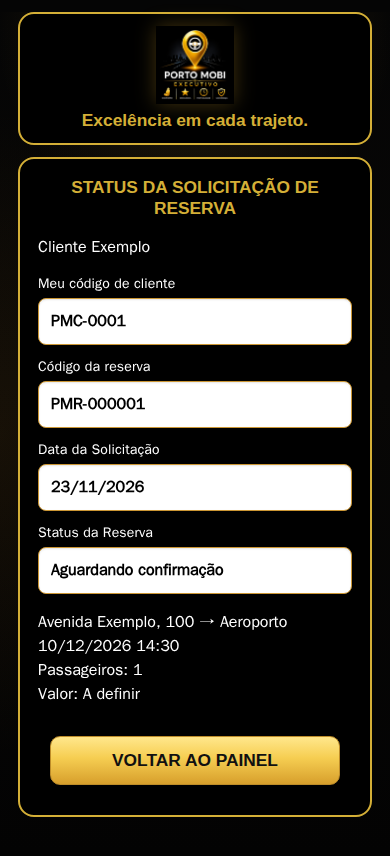 PORTO MOBI
EXECUTIVO
Excelência em cada trajeto.
STATUS DA SOLICITAÇÃO DE
RESERVA
Cliente Exemplo
Meu código de cliente
PMC-0001
Código da reserva
PMR-000001
Data da Solicitação
23/11/2026
Status da Reserva
Aguardando confirmação
Avenida Exemplo, 100 → Aeroporto
10/12/2026 14:30
Passageiros: 1
Valor: A definir
VOLTAR AO PAINEL